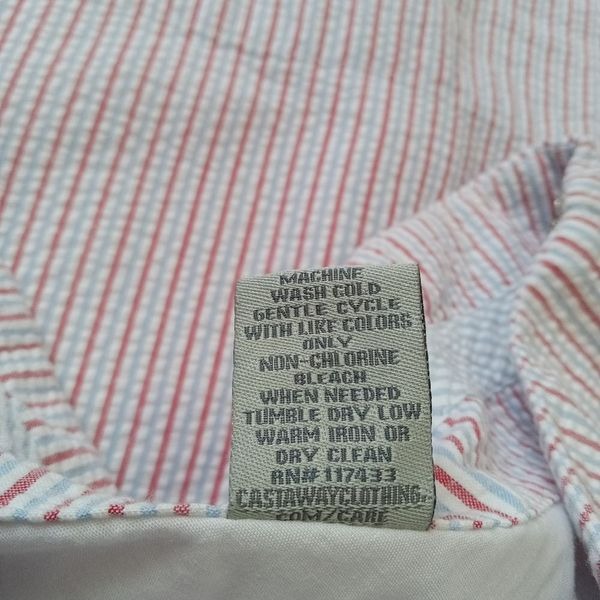 MACHINE
WASH COLD
GENTLE CYCLE
WITH LIKE COLORS
ONLY
NON-CHLORINE
BLEACH
WHEN NEEDED
TUMBLE DRY LOW
WARM IRON OR
DRY CLEAN
RN# 117433
CASTAWAYCLOTHING.
COM/CARE